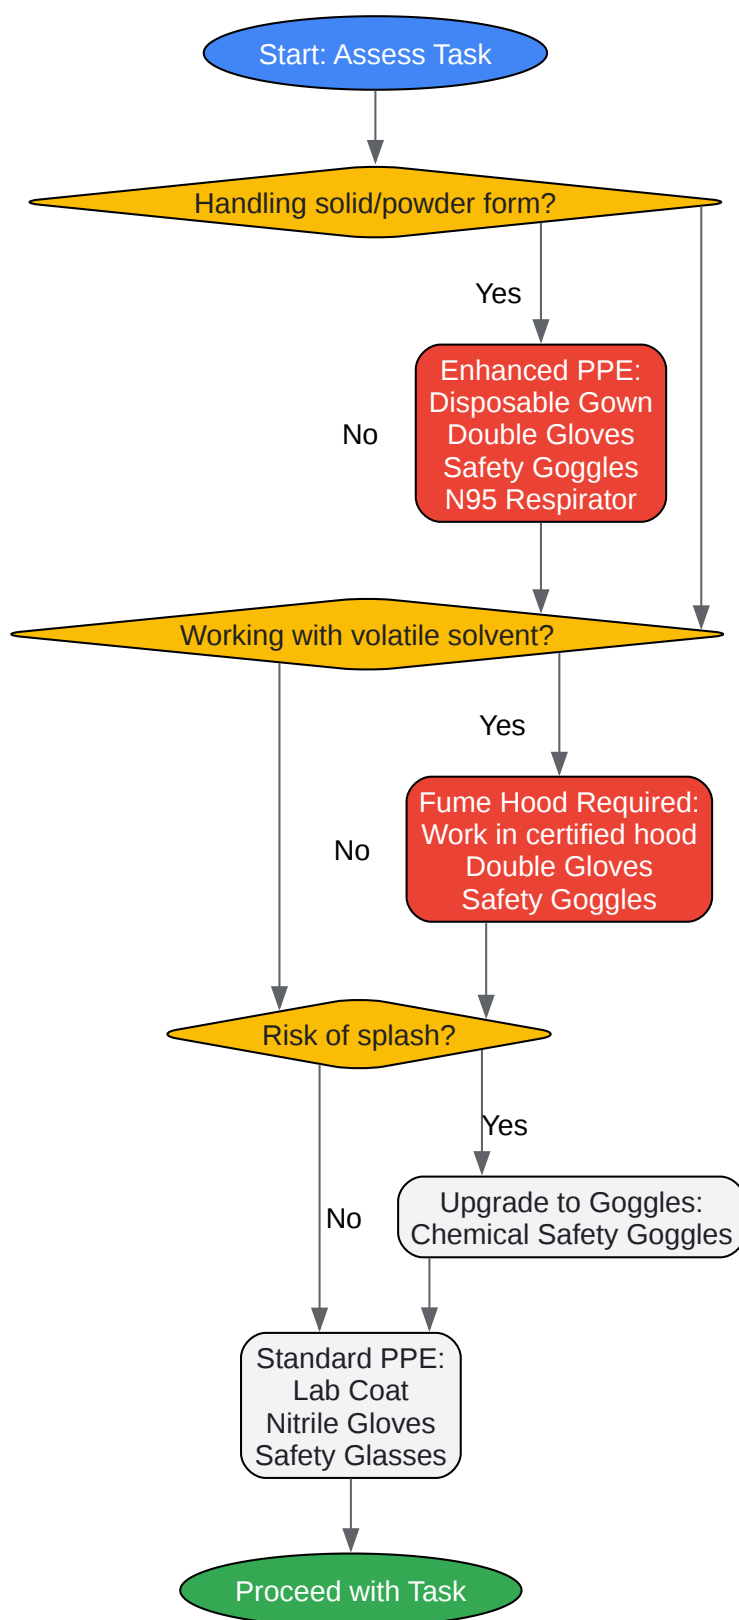 Start: Assess Task
Handling solid/powder form?
Yes
Enhanced PPE:
Disposable Gown
Double Gloves
Safety Goggles
N95 Respirator
No
Working with volatile solvent?
Yes
Fume Hood Required:
Work in certified hood
Double Gloves
Safety Goggles
No
Risk of splash?
Yes
Upgrade to Goggles:
Chemical Safety Goggles
No
Standard PPE:
Lab Coat
Nitrile Gloves
Safety Glasses
Proceed with Task